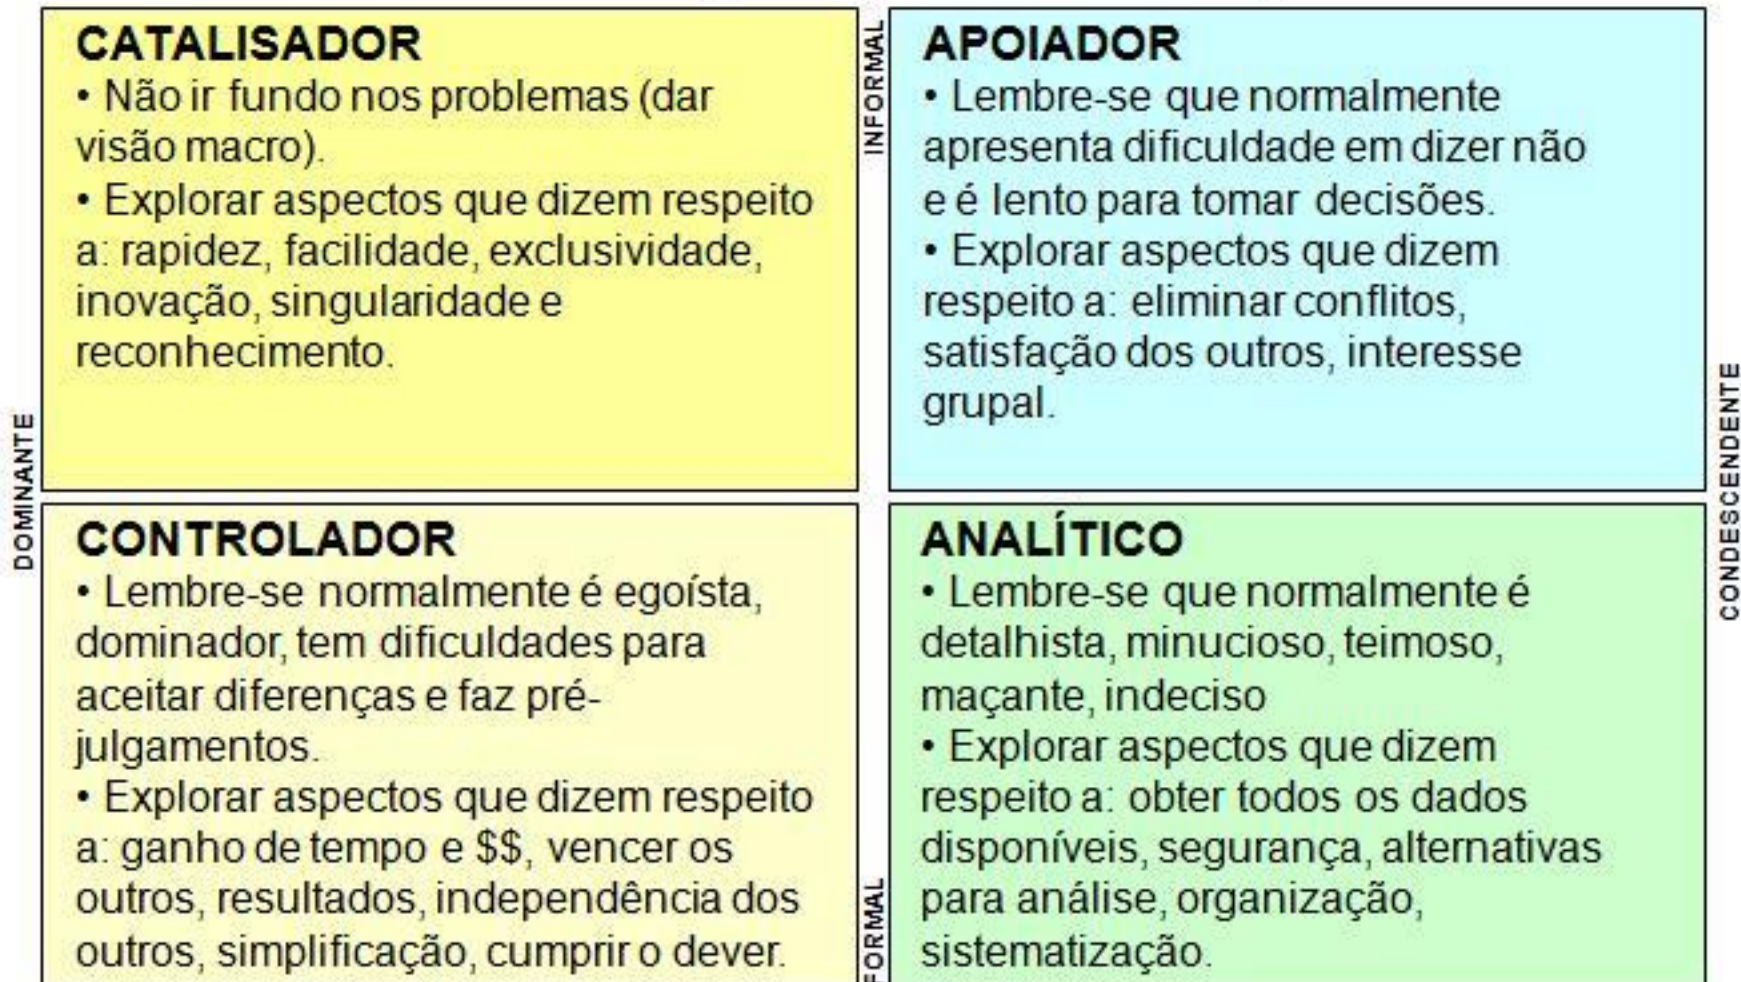 CATALISADOR
• Não ir fundo nos problemas (dar
visão macro).
• Explorar aspectos que dizem respeito
a: rapidez, facilidade, exclusividade,
inovação, singularidade e
reconhecimento.
INFORMAL
APOIADOR
• Lembre-se que normalmente
apresenta dificuldade em dizer não
e é lento para tomar decisões.
• Explorar aspectos que dizem
respeito a: eliminar conflitos,
satisfação dos outros, interesse
grupal.
DOMINANTE
CONDESCENDENTE
CONTROLADOR
• Lembre-se normalmente é egoísta,
dominador, tem dificuldades para
aceitar diferenças e faz pré-
julgamentos.
• Explorar aspectos que dizem respeito
a: ganho de tempo e $$, vencer os
outros, resultados, independência dos
outros, simplificação, cumprir o dever.
FORMAL
ANALÍTICO
• Lembre-se que normalmente é
detalhista, minucioso, teimoso,
maçante, indeciso
• Explorar aspectos que dizem
respeito a: obter todos os dados
disponíveis, segurança, alternativas
para análise, organização,
sistematização.